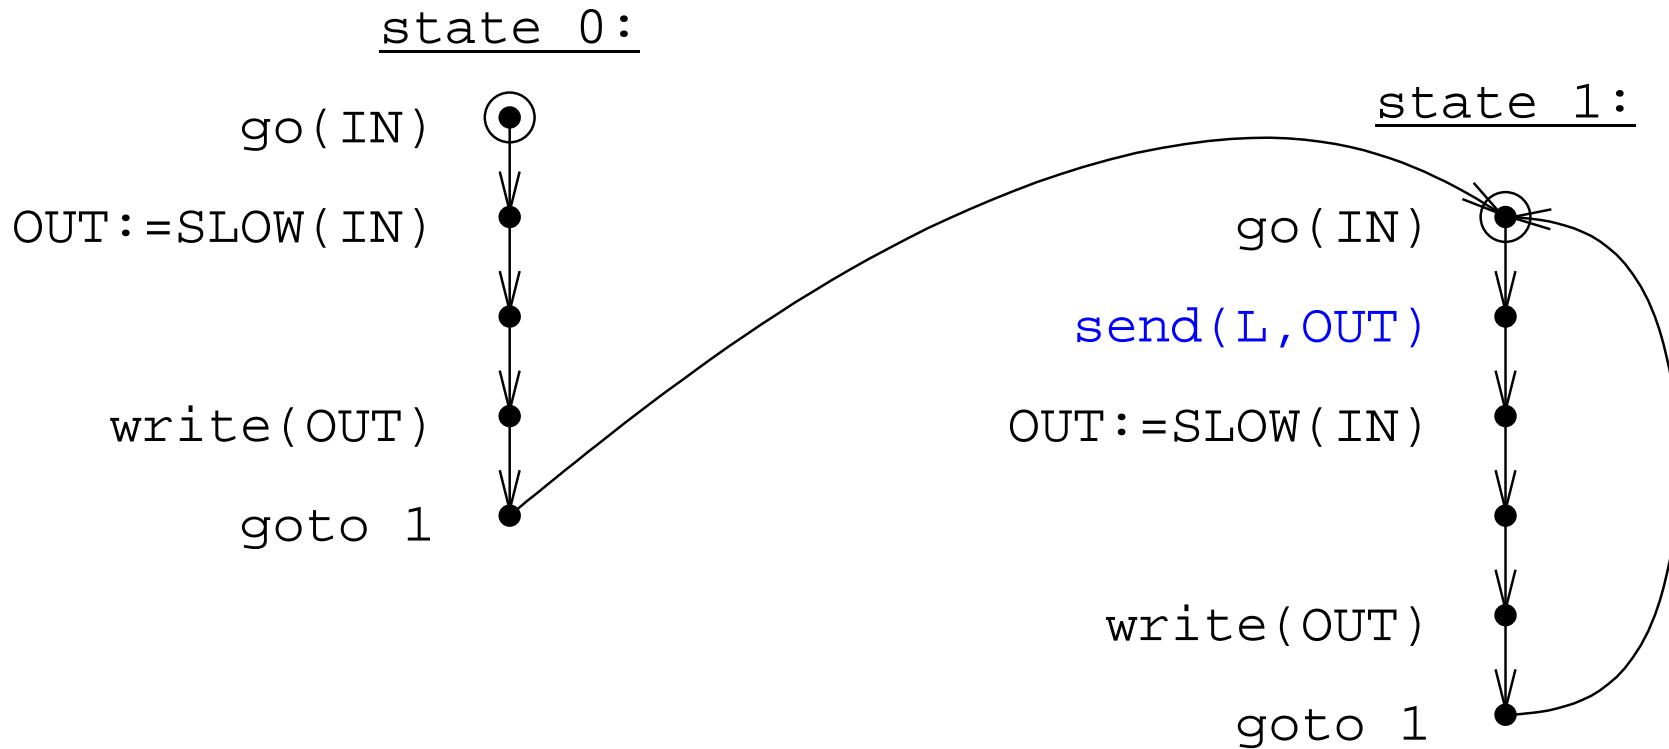 state 0:
go(IN)
OUT:=SLOW(IN)
write(OUT)
goto 1
state 1:
go(IN)
send(L,OUT)
OUT:=SLOW(IN)
write(OUT)
goto 1